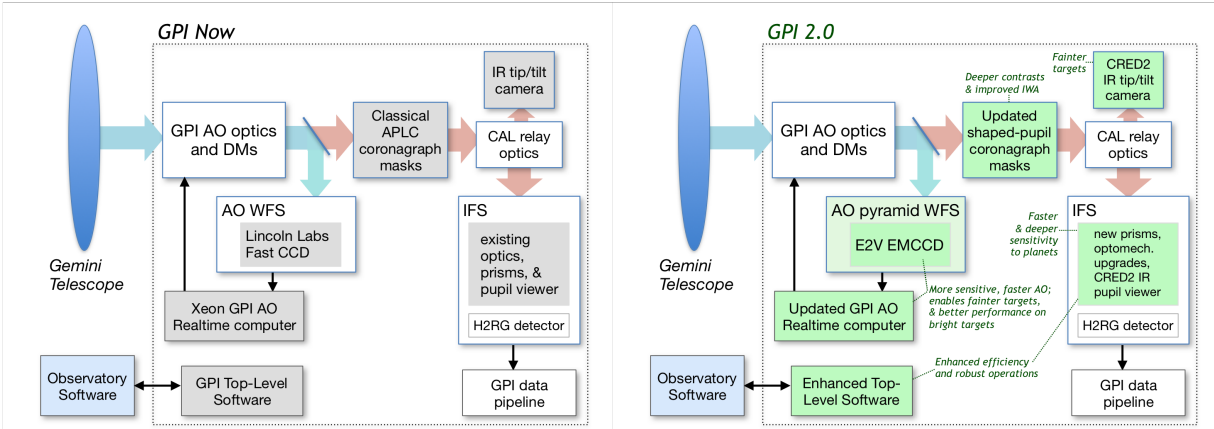 GPI Now
IR tip/tilt
camera
GPI AO optics
and DMs
Classical
APLC
coronagraph
masks
CAL relay
optics
AO WFS
Lincoln Labs
Fast CCD
IFS
existing
optics,
prisms, &
pupil viewer
H2RG detector
Gemini
Telescope
Xeon GPI AO
Realtime computer
Observatory
Software
GPI Top-Level
Software
GPI data
pipeline
GPI 2.0
Fainter
targets
CRED2
IR tip/tilt
camera
Deeper contrasts
& improved IWA
GPI AO optics
and DMs
Updated
shaped-pupil
coronagraph
masks
CAL relay
optics
AO pyramid WFS
E2V EMCCD
Faster
& deeper
sensitivity
to planets
IFS
new prisms,
optomech.
upgrades,
CRED2 IR
pupil viewer
H2RG detector
Gemini
Telescope
More sensitive, faster AO;
enables fainter targets,
& better performance on
bright targets
Updated GPI AO
Realtime computer
Enhanced efficiency
and robust operations
Observatory
Software
Enhanced Top-
Level Software
GPI data
pipeline